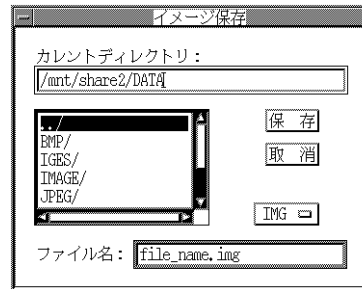 イメージ保存
カレントディレクトリ：
/mnt/share2/DATA
../
BMP/
IGES/
IMAGE/
JPEG/
保 存
取 消
IMG
ファイル名： file_name.img